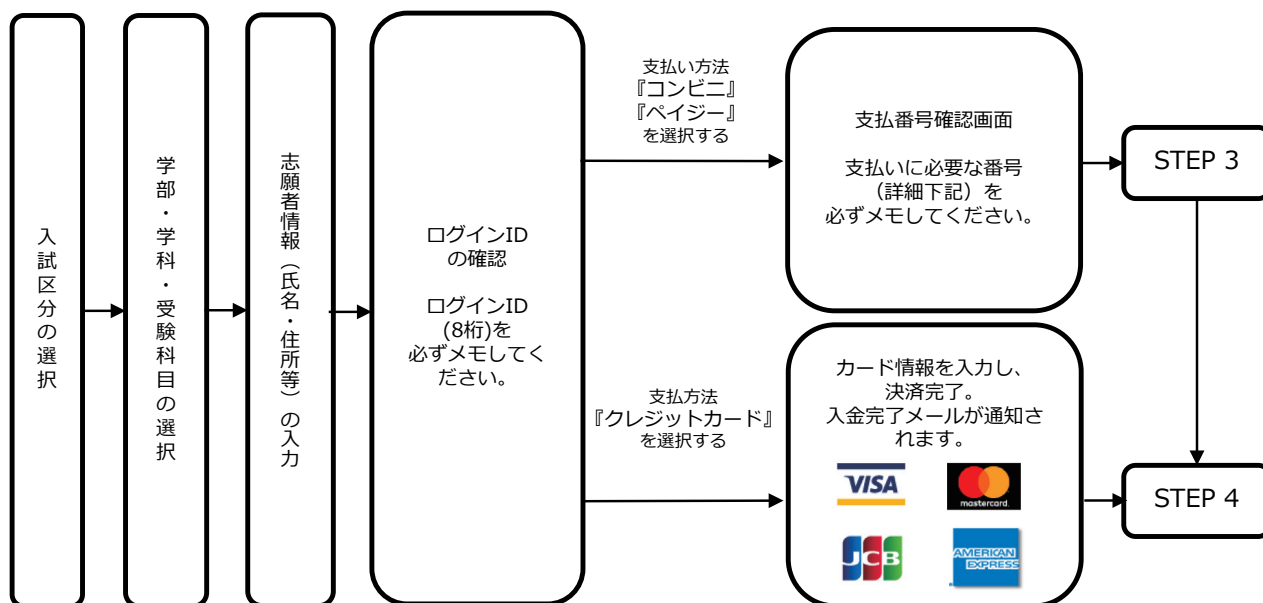 入試区分の選択
学部・学科・受験科目の選択
志願者情報（氏名・住所等）の入力
ログインID
の確認
ログインID
(8桁)を
必ずメモしてく
ださい。
支払い方法
『コンビニ』
『ペイジー』
を選択する
支払番号確認画面
支払いに必要な番号
（詳細下記）を
必ずメモしてください。
STEP 3
支払方法
『クレジットカード』
を選択する
カード情報を入力し、
決済完了。
入金完了メールが通知さ
れます。
VISA
mastercard.
JCB
AMERICAN
EXPRESS
STEP 4